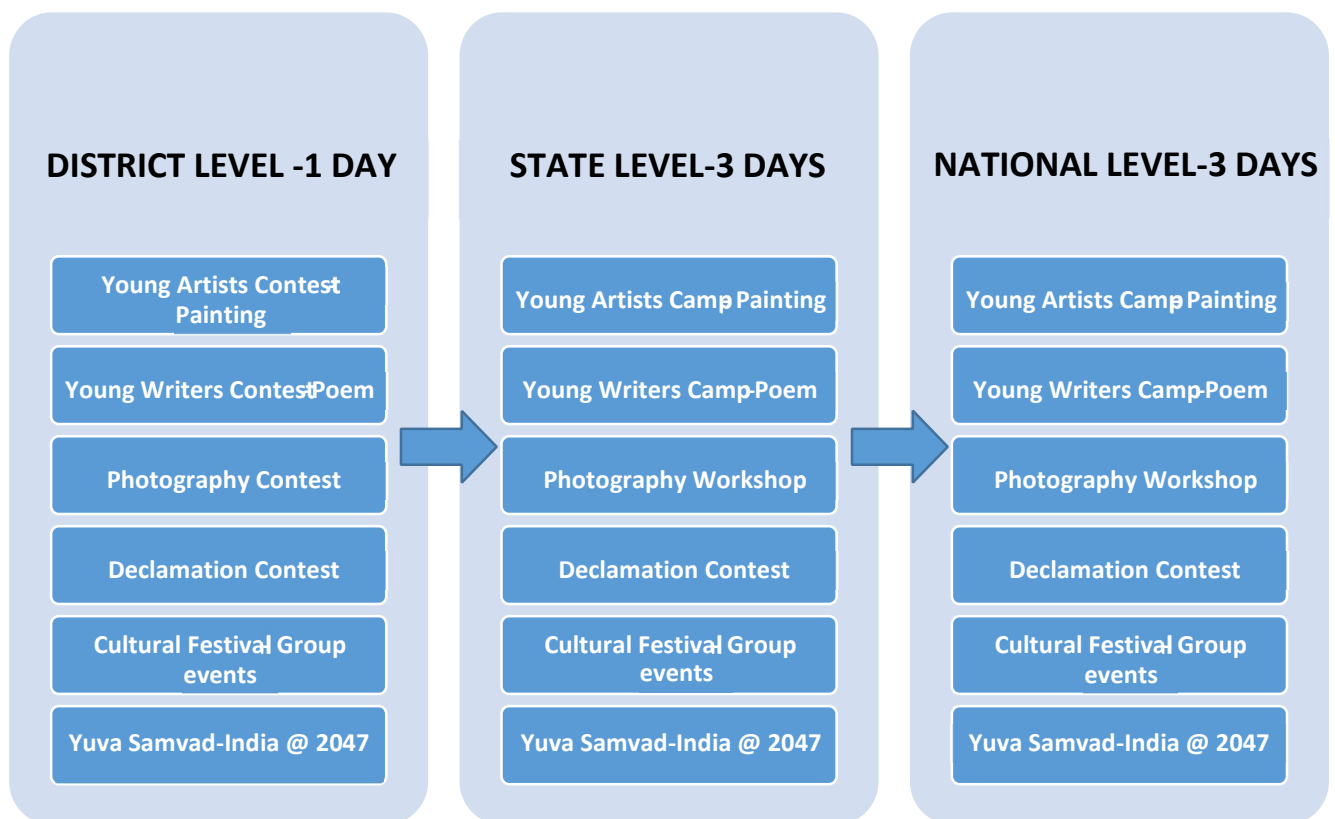 DISTRICT LEVEL -1 DAY
Young Artists Contest-
Painting
Young Writers Contest-Poem
Photography Contest
Declamation Contest
Cultural Festival- Group
events
Yuva Samvad-India @ 2047
STATE LEVEL-3 DAYS
Young Artists Camp- Painting
Young Writers Camp-Poem
Photography Workshop
Declamation Contest
Cultural Festival- Group
events
Yuva Samvad-India @ 2047
NATIONAL LEVEL-3 DAYS
Young Artists Camp- Painting
Young Writers Camp-Poem
Photography Workshop
Declamation Contest
Cultural Festival- Group
events
Yuva Samvad-India @ 2047